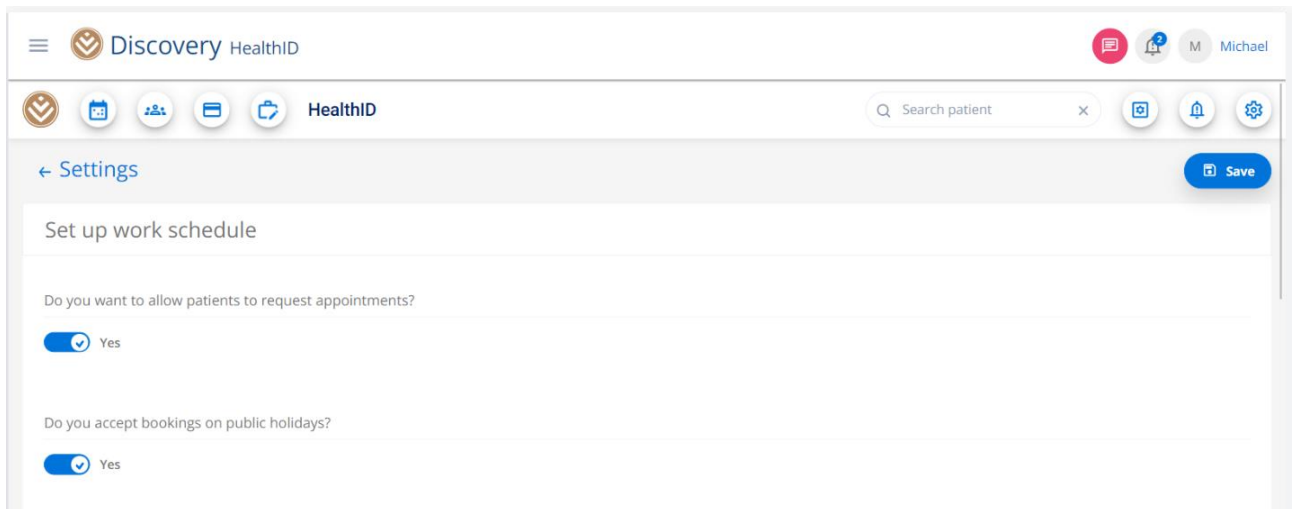 Discovery HealthID
2
M Michael
HealthID
Search patient
← Settings
Save
Set up work schedule
Do you want to allow patients to request appointments?
Yes
Do you accept bookings on public holidays?
Yes